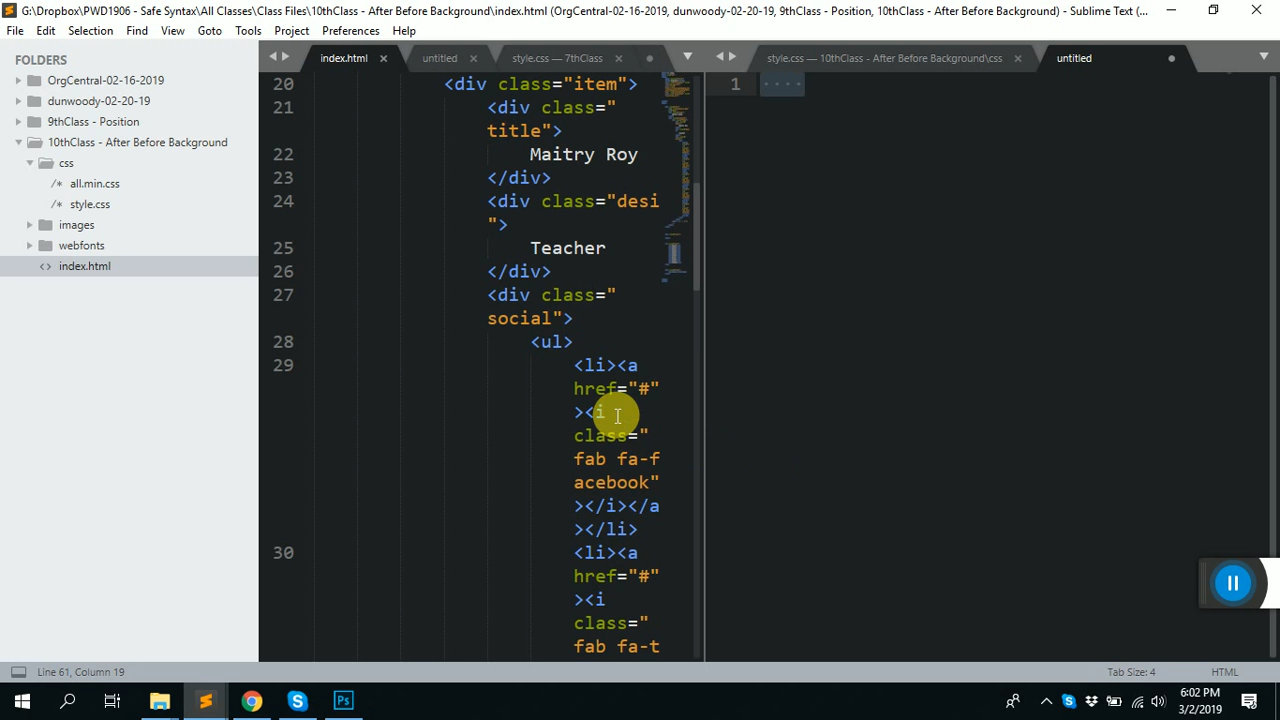 G:\Dropbox\PWD1906 - Safe Syntax\All Classes\Class Files\10thClass - After Before Background\index.html (OrgCentral-02-16-2019, dunwoody-02-20-19, 9thClass - Position, 10thClass - After Before Background) - Sublime Text (...
File Edit Selection Find View Goto Tools Project Preferences Help
FOLDERS
OrgCentral-02-16-2019
dunwoody-02-20-19
9thClass - Position
10thClass - After Before Background
css
/* all.min.css
/* style.css
images
webfonts
<> index.html
index.html × untitled × style.css — 7thClass ×
20 <div class="item">
21 <div class="
title">
22 Maitry Roy
23 </div>
24 <div class="desi
">
25 Teacher
26 </div>
27 <div class="
social">
28 <ul>
29 <li><a
href="#"
><i
class="
fab fa-f
acebook"
></i></a
></li>
30 <li><a
href="#"
><i
class="
fab fa-t
style.css — 10thClass - After Before Background\css × untitled
1 ····
Line 61, Column 19
Tab Size: 4 HTML
Ps
6:02 PM
3/2/2019